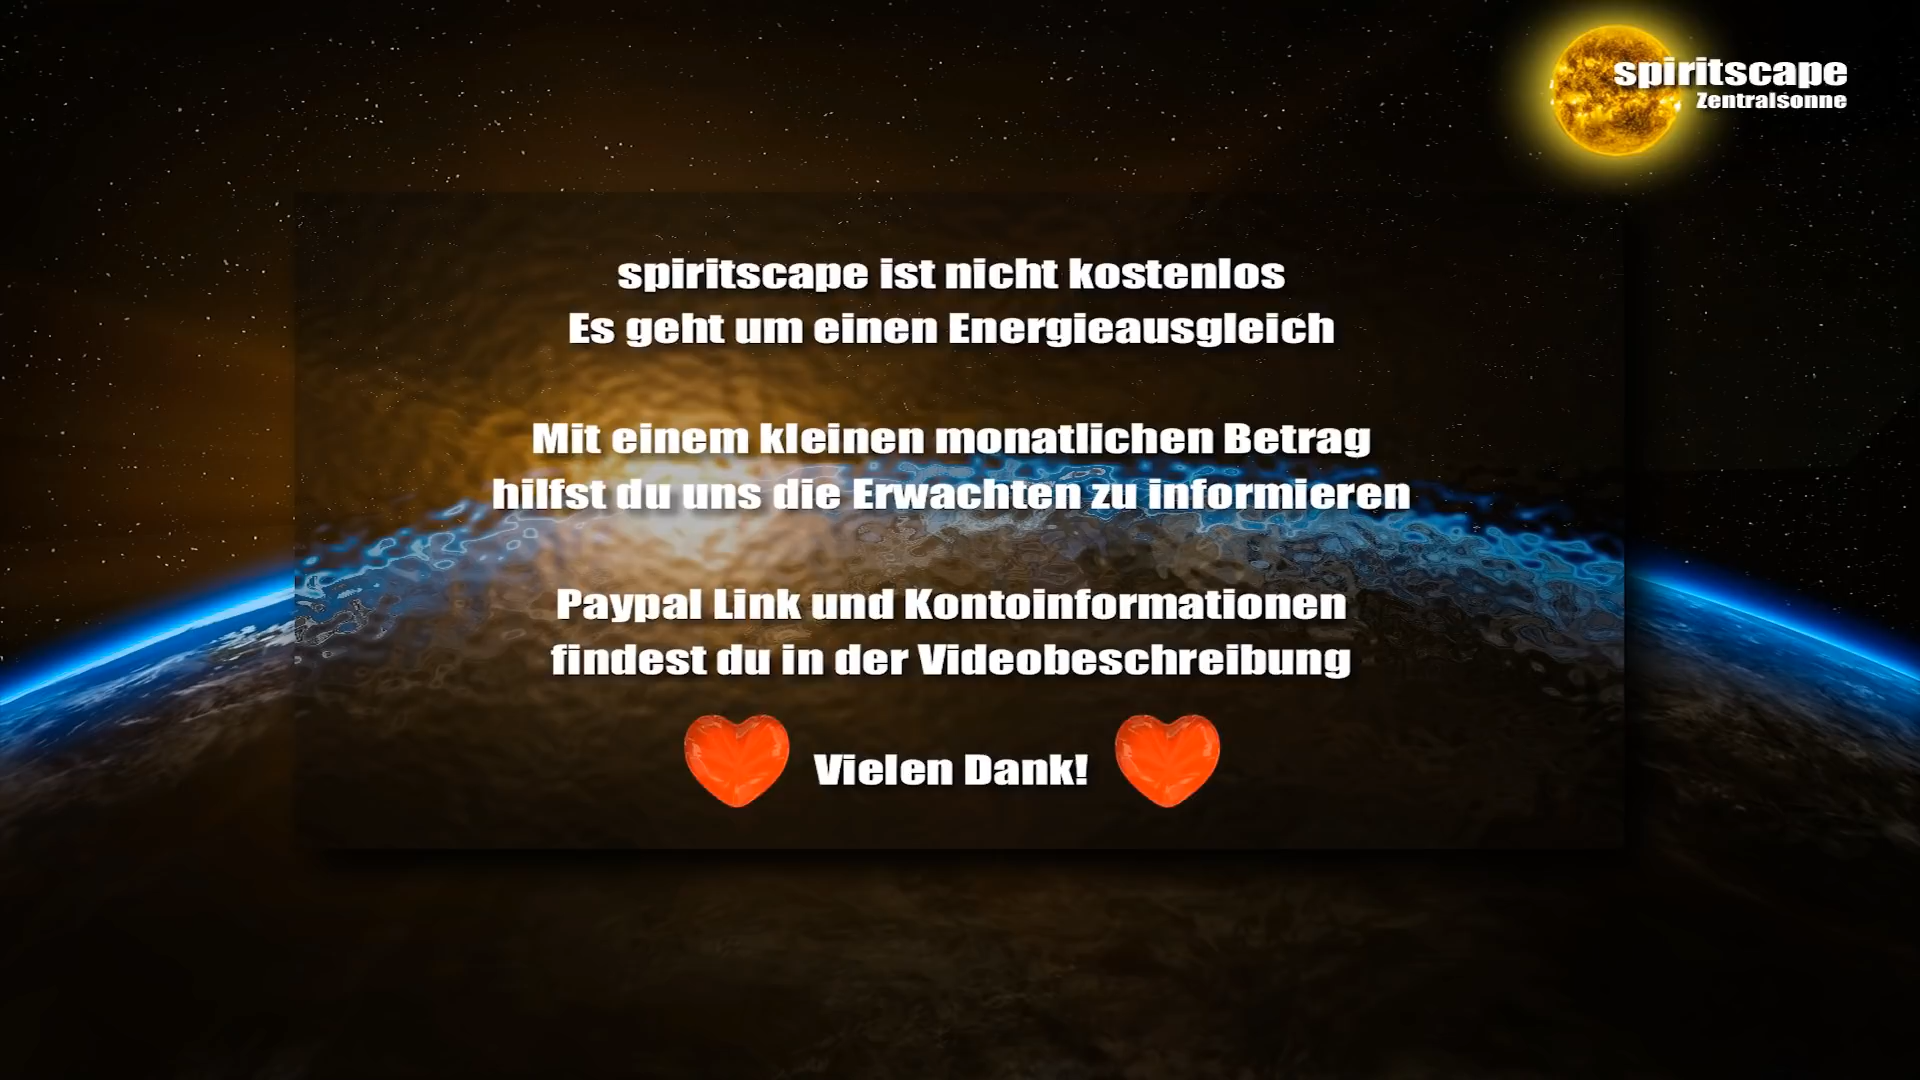 spiritscape
Zentralsonne
spiritscape ist nicht kostenlos
Es geht um einen Energieausgleich
Mit einem kleinen monatlichen Betrag
hilfst du uns die Erwachten zu informieren
Paypal Link und Kontoinformationen
findest du in der Videobeschreibung
Vielen Dank!